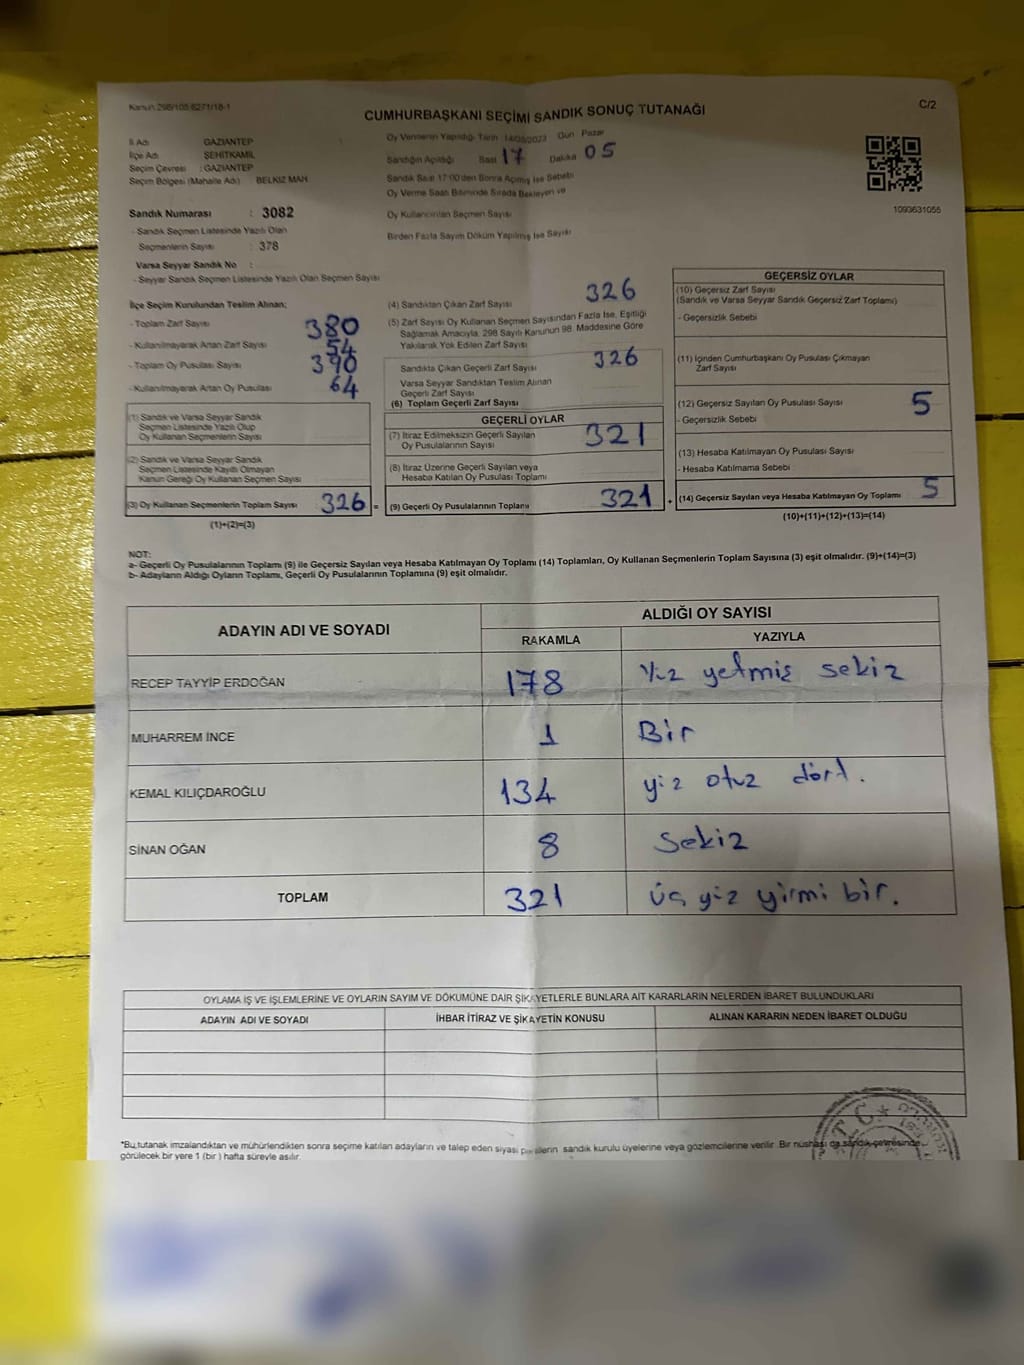 Kanun 298/105,6271/18-1
CUMHURBAŞKANI SEÇİMİ SANDIK SONUÇ TUTANAĞI
C/2
İl Adı : GAZİANTEP
İlçe Adı : ŞEHİTKAMİL
Seçim Çevresi : GAZİANTEP
Seçim Bölgesi (Mahalle Adı) BELKIZ MAH
Oy Vermenin Yapıldığı Tarih 14/05/2023 Gün Pazar
Sandığın Açıldığı Saat 17 Dakika 05
Sandık Saat 17:00'den Sonra Açılmış İse Sebebi
Oy Verme Saati Bitiminde Sırada Bekleyen ve
Oy Kullandırılan Seçmen Sayısı
Birden Fazla Sayım Döküm Yapılmış İse Sayısı
1093631055
Sandık Numarası : 3082
- Sandık Seçmen Listesinde Yazılı Olan
Seçmenlerin Sayısı : 378
Varsa Seyyar Sandık No :
- Seyyar Sandık Seçmen Listesinde Yazılı Olan Seçmen Sayısı
İlçe Seçim Kurulundan Teslim Alınan;
- Toplam Zarf Sayısı 380
- Kullanılmayarak Artan Zarf Sayısı 54
- Toplam Oy Pusulası Sayısı 390
- Kullanılmayarak Artan Oy Pusulası 64
(1) Sandık ve Varsa Seyyar Sandık
Seçmen Listesinde Yazılı Olup
Oy Kullanan Seçmenlerin Sayısı
(2) Sandık ve Varsa Seyyar Sandık
Seçmen Listesinde Kayıtlı Olmayan
Kanun Gereği Oy Kullanan Seçmen Sayısı
(3) Oy Kullanan Seçmenlerin Toplam Sayısı 326 =
(1)+(2)=(3)
(4) Sandıktan Çıkan Zarf Sayısı 326
(5) Zarf Sayısı Oy Kullanan Seçmen Sayısından Fazla İse, Eşitliği
Sağlamak Amacıyla, 298 Sayılı Kanunun 98. Maddesine Göre
Yakılarak Yok Edilen Zarf Sayısı
Sandıkta Çıkan Geçerli Zarf Sayısı 326
Varsa Seyyar Sandıktan Teslim Alınan
Geçerli Zarf Sayısı
(6) Toplam Geçerli Zarf Sayısı
GEÇERLİ OYLAR
(7) İtiraz Edilmeksizin Geçerli Sayılan
Oy Pusulalarının Sayısı 321
(8) İtiraz Üzerine Geçerli Sayılan veya
Hesaba Katılan Oy Pusulası Toplamı
(9) Geçerli Oy Pusulalarının Toplamı 321 +
GEÇERSİZ OYLAR
(10) Geçersiz Zarf Sayısı
(Sandık ve Varsa Seyyar Sandık Geçersiz Zarf Toplamı)
- Geçersizlik Sebebi
(11) İçinden Cumhurbaşkanı Oy Pusulası Çıkmayan
Zarf Sayısı
(12) Geçersiz Sayılan Oy Pusulası Sayısı 5
- Geçersizlik Sebebi
(13) Hesaba Katılmayan Oy Pusulası Sayısı
- Hesaba Katılmama Sebebi
(14) Geçersiz Sayılan veya Hesaba Katılmayan Oy Toplamı 5
(10)+(11)+(12)+(13)=(14)
NOT:
a- Geçerli Oy Pusulalarının Toplamı (9) ile Geçersiz Sayılan veya Hesaba Katılmayan Oy Toplamı (14) Toplamları, Oy Kullanan Seçmenlerin Toplam Sayısına (3) eşit olmalıdır. (9)+(14)=(3)
b- Adayların Aldığı Oyların Toplamı, Geçerli Oy Pusulalarının Toplamına (9) eşit olmalıdır.
ADAYIN ADI VE SOYADI
ALDIĞI OY SAYISI
RAKAMLA YAZIYLA
RECEP TAYYİP ERDOĞAN 178 Yiz yetmiş sekiz
MUHARREM İNCE 1 Bir
KEMAL KILIÇDAROĞLU 134 yiz otuz dört.
SİNAN OĞAN 8 Sekiz
TOPLAM 321 üç yiz yirmi bir.
OYLAMA İŞ VE İŞLEMLERİNE VE OYLARIN SAYIM VE DÖKÜMÜNE DAİR ŞİKAYETLERLE BUNLARA AİT KARARLARIN NELERDEN İBARET BULUNDUKLARI
ADAYIN ADI VE SOYADI İHBAR İTİRAZ VE ŞİKAYETİN KONUSU ALINAN KARARIN NEDEN İBARET OLDUĞU
*Bu tutanak imzalandıktan ve mühürlendikten sonra seçime katılan adayların ve talep eden siyasi partilerin sandık kurulu üyelerine veya gözlemcilerine verilir. Bir nüshası da sandık çevresinde
görülecek bir yere 1 (bir ) hafta süreyle asılır.
T.C.